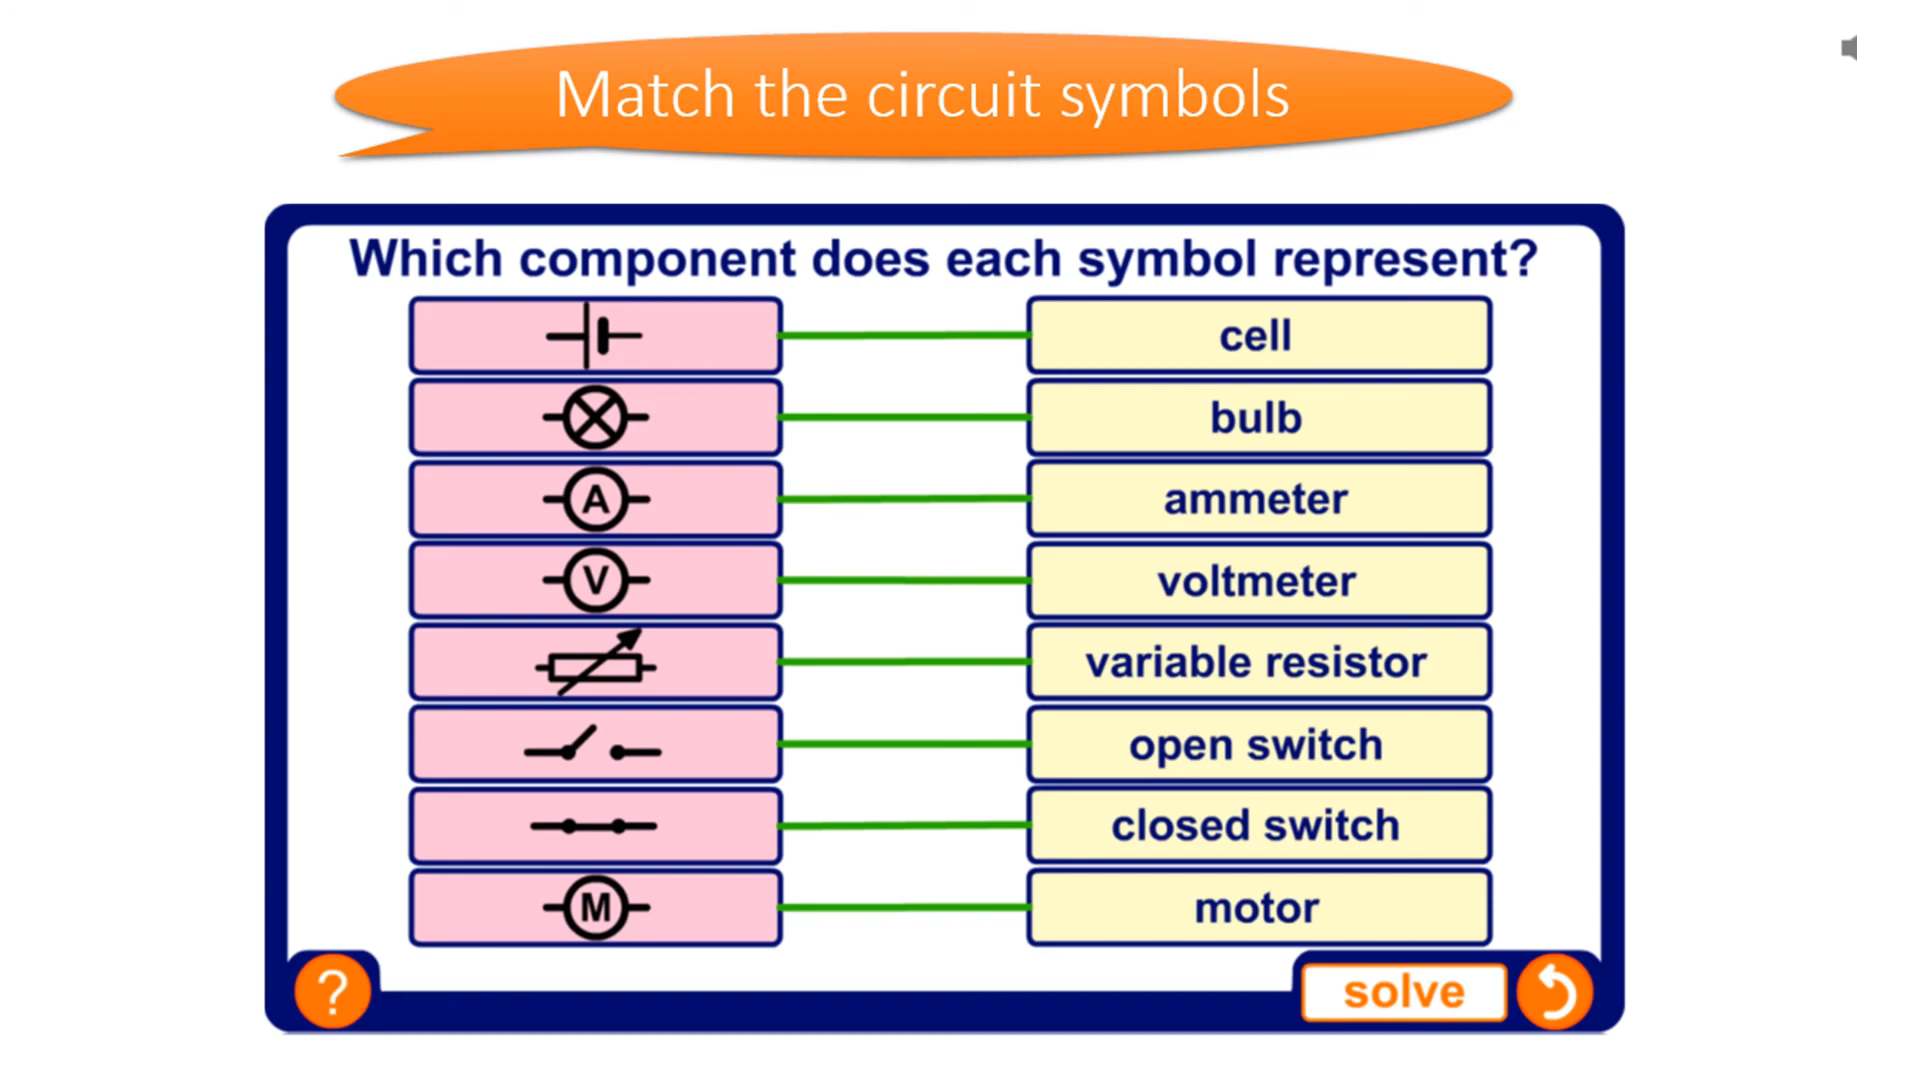 Match the circuit symbols
Which component does each symbol represent?
cell
bulb
A
ammeter
V
voltmeter
variable resistor
open switch
closed switch
M
motor
?
solve